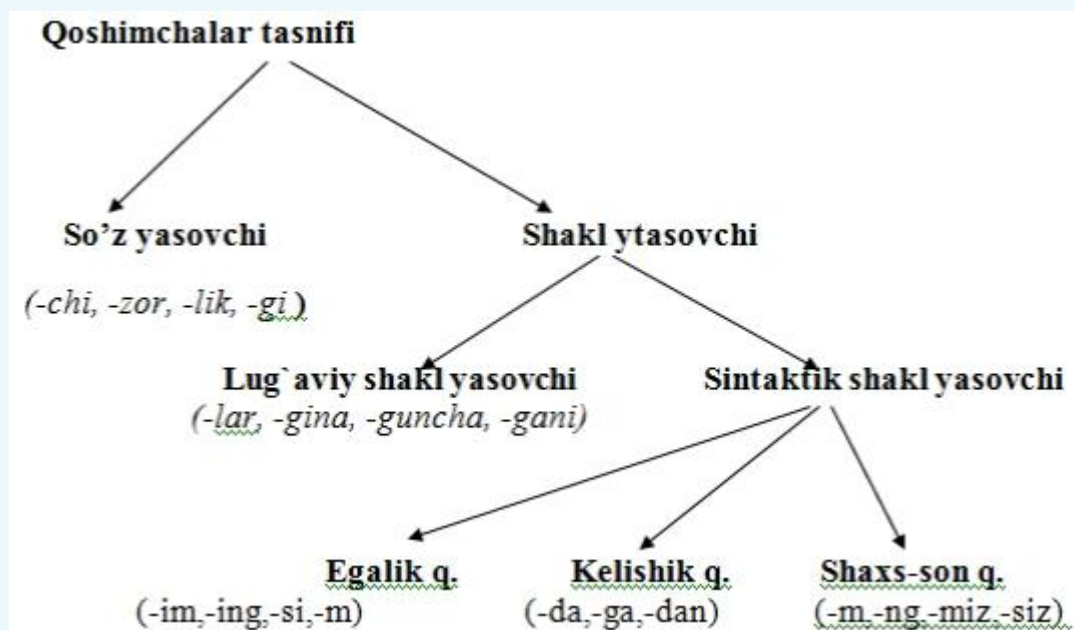 Qoshimchalar tasnifi
So’z yasovchi
Shakl ytasovchi
(-chi, -zor, -lik, -gi )
Lug`aviy shakl yasovchi
Sintaktik shakl yasovchi
(-lar, -gina, -guncha, -gani)
Egalik q.
Kelishik q.
Shaxs-son q.
(-im,-ing,-si,-m)
(-da,-ga,-dan)
(-m,-ng,-miz,-siz)